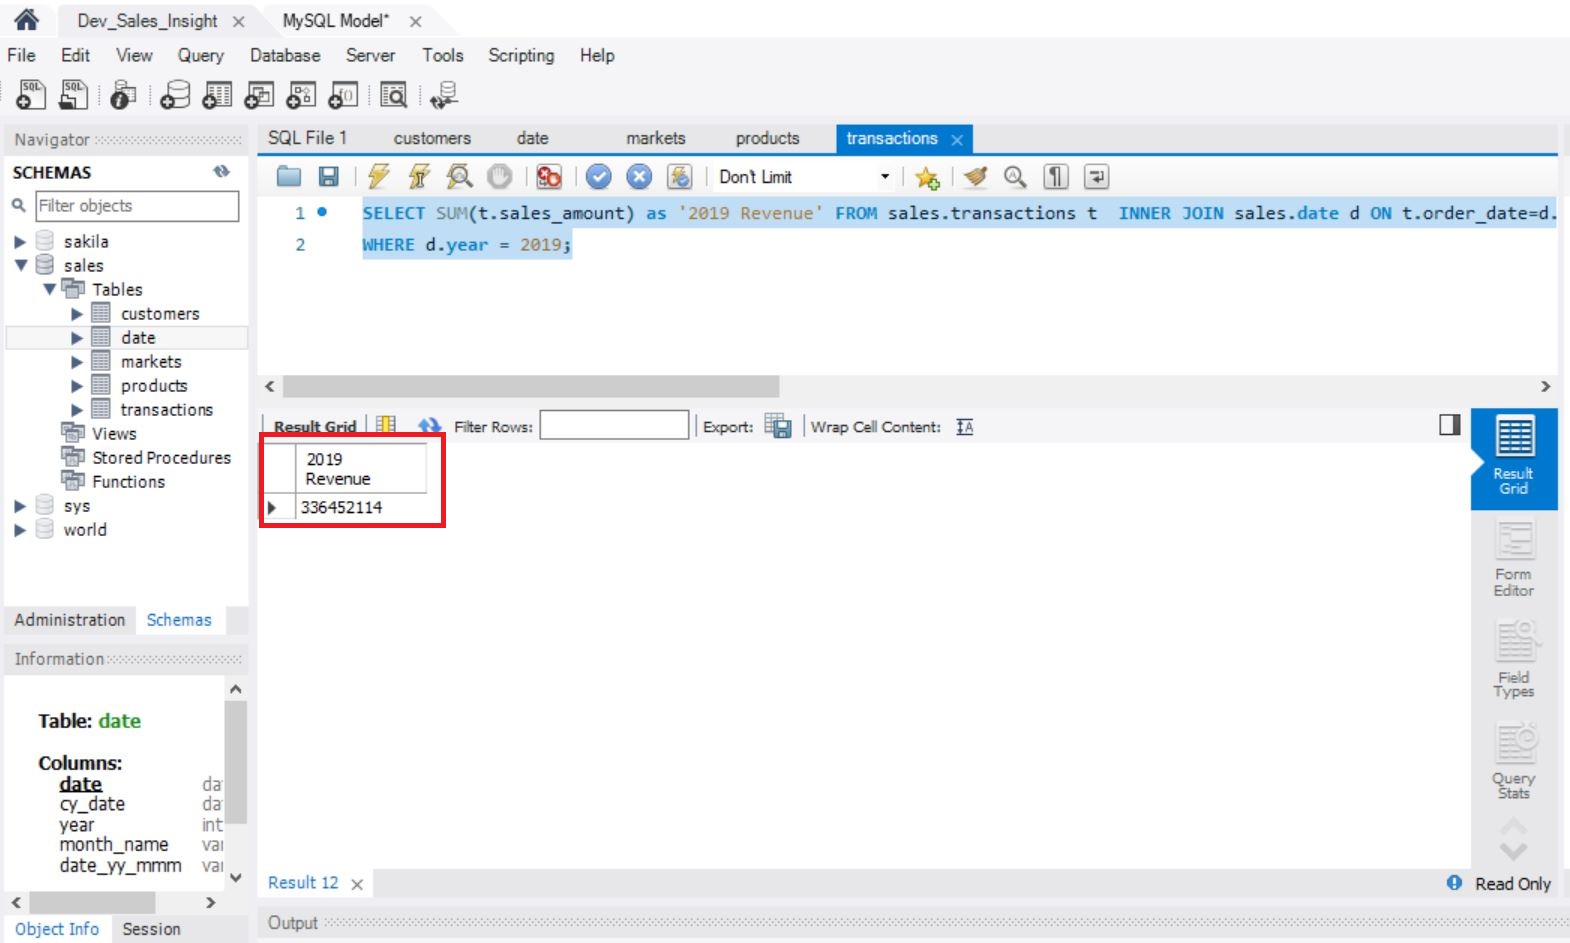 Dev_Sales_Insight
MySQL Model*
File Edit View Query Database Server Tools Scripting Help
Navigator
SCHEMAS
Filter objects
sakila
sales
Tables
customers
date
markets
products
transactions
Views
Stored Procedures
Functions
sys
world
Administration Schemas
Information
Table: date
Columns:
date da
cy_date da
year int
month_name var
date_yy_mmm var
Object Info Session
SQL File 1 customers date markets products transactions
Don't Limit
1 SELECT SUM(t.sales_amount) as '2019 Revenue' FROM sales.transactions t INNER JOIN sales.date d ON t.order_date=d.
2 WHERE d.year = 2019;
Result Grid Filter Rows: Export: Wrap Cell Content:
2019
Revenue
336452114
Result
Grid
Form
Editor
Field
Types
Query
Stats
Result 12
Read Only
Output